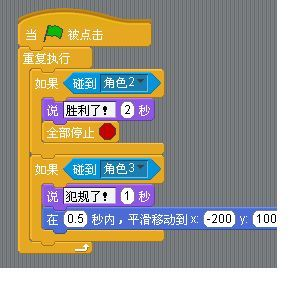 当 被点击
重复执行
如果 碰到 角色2
说 胜利了! 2 秒
全部停止
如果 碰到 角色3
说 犯规了! 1 秒
在 0.5 秒内，平滑移动到 x: -200 y: 100